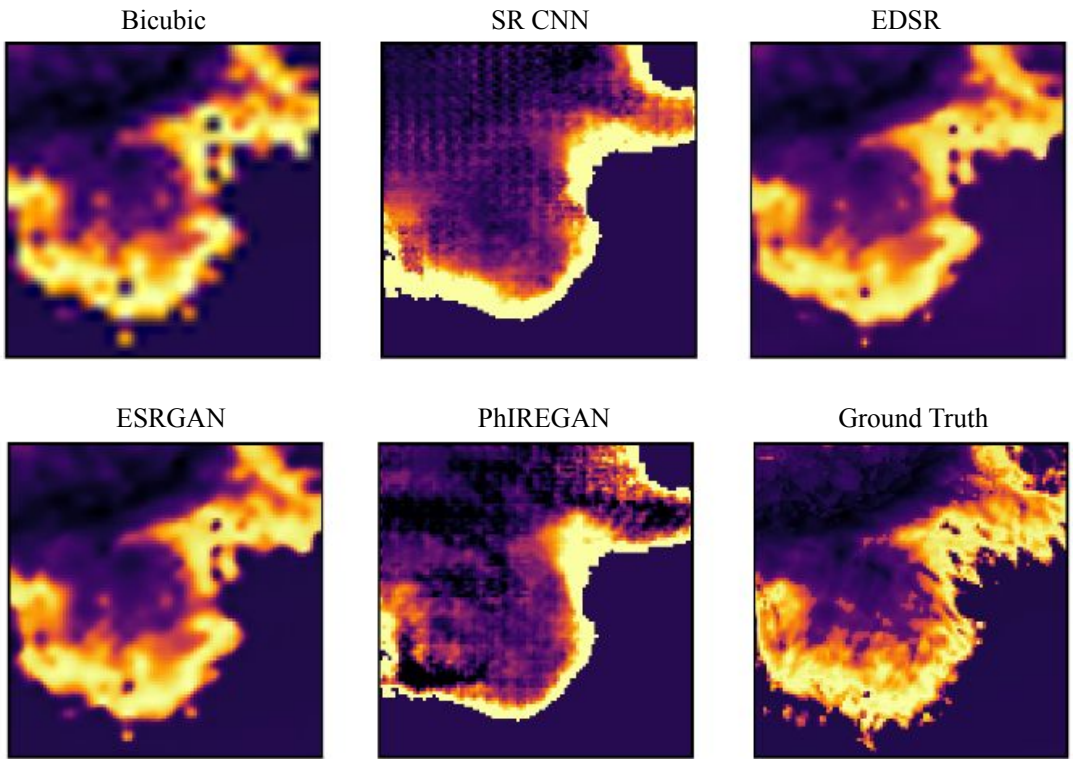 Bicubic
SR CNN
EDSR
ESRGAN
PhIREGAN
Ground Truth